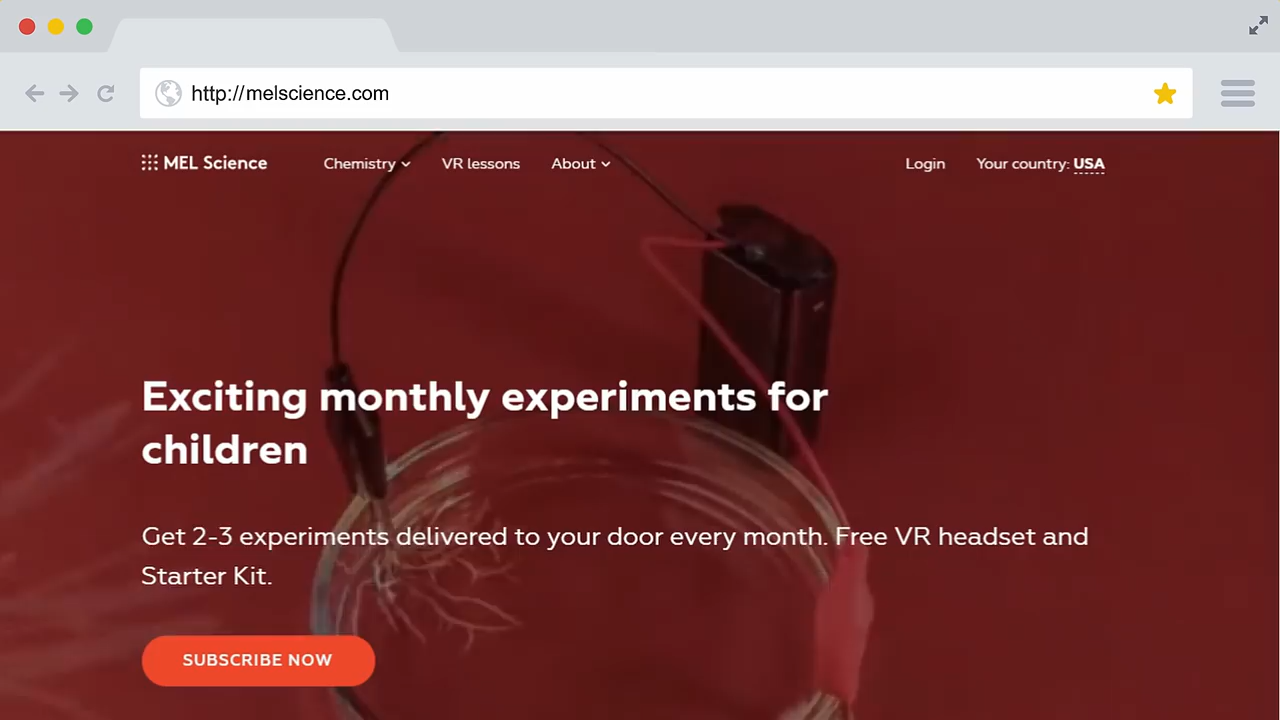 http://melscience.com
MEL Science Chemistry VR lessons About Login Your country: USA
Exciting monthly experiments for
children
Get 2-3 experiments delivered to your door every month. Free VR headset and
Starter Kit.
SUBSCRIBE NOW